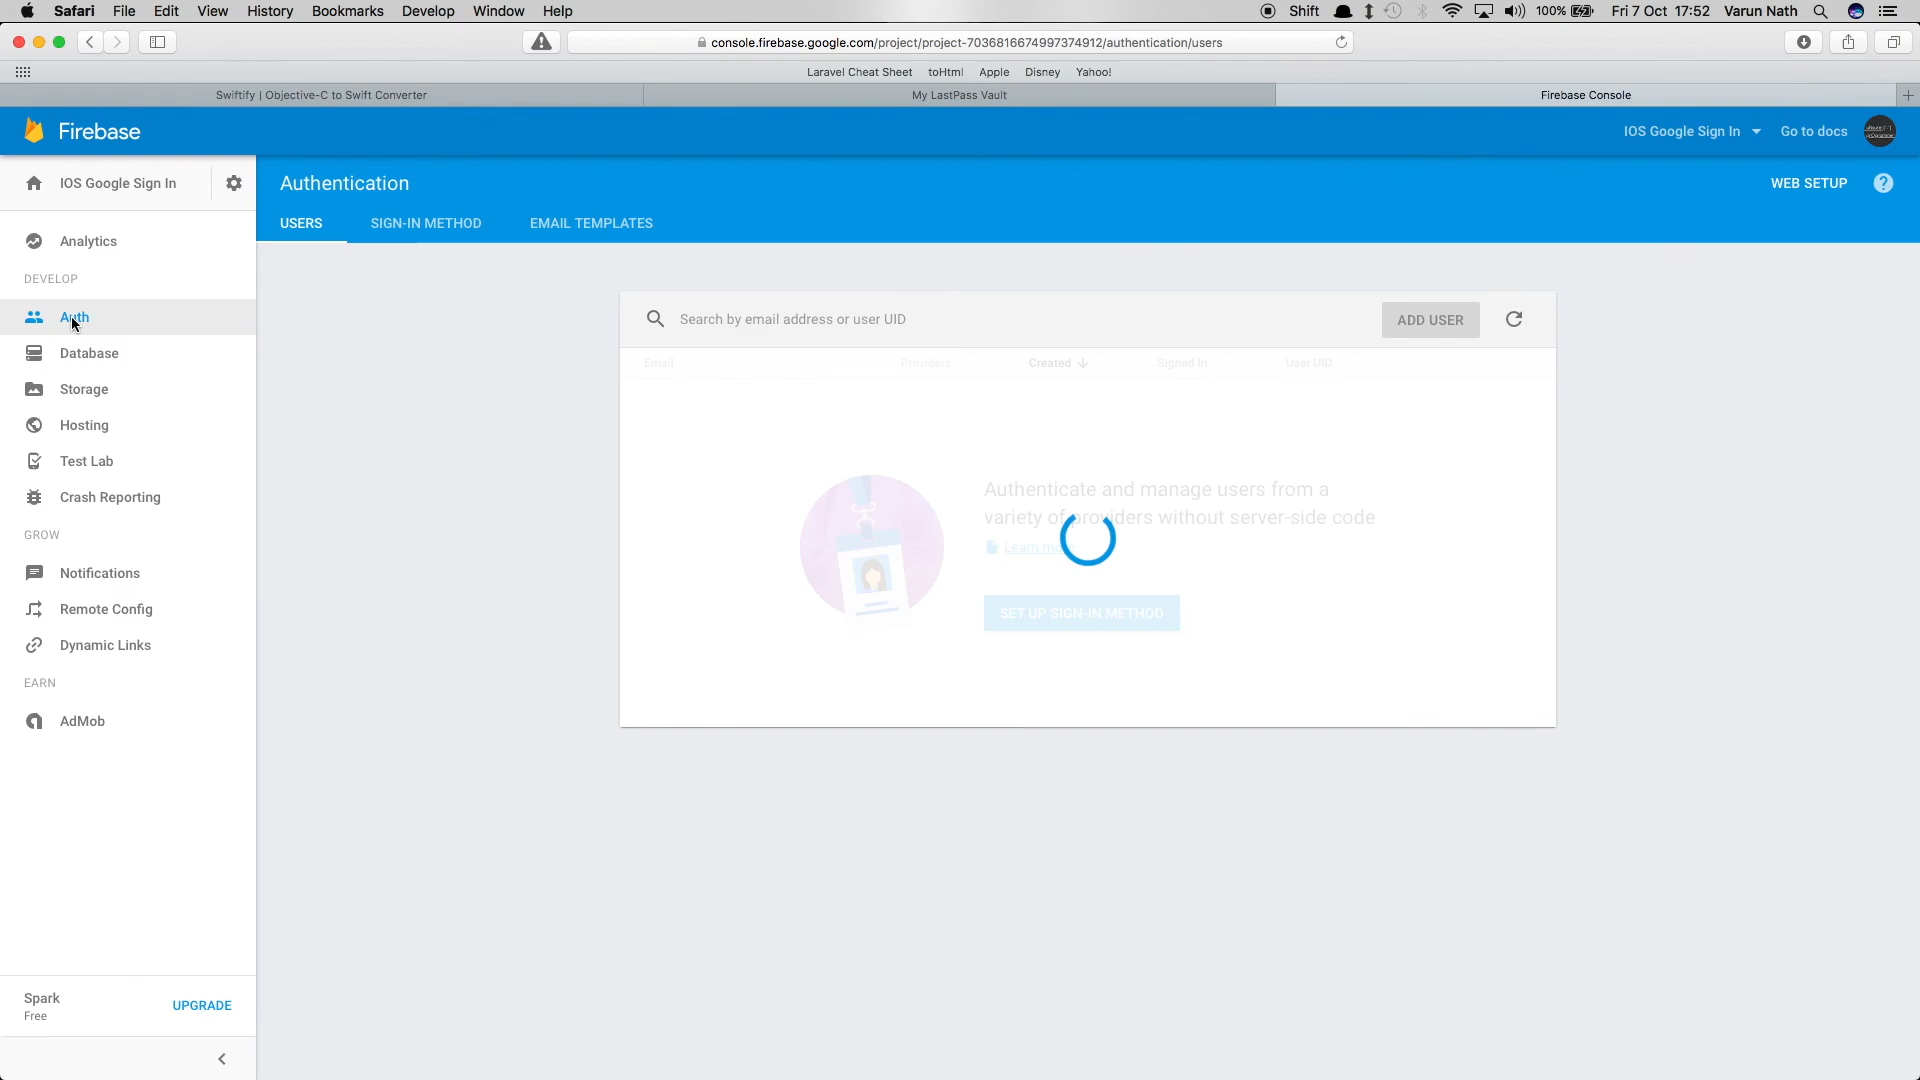 Safari File Edit View History Bookmarks Develop Window Help Shift 100% Fri 7 Oct 17:52 Varun Nath
console.firebase.google.com/project/project-7036816674997374912/authentication/users
Laravel Cheat Sheet toHtml Apple Disney Yahoo!
Swiftify | Objective-C to Swift Converter My LastPass Vault Firebase Console
Firebase IOS Google Sign In Go to docs
IOS Google Sign In Authentication WEB SETUP
USERS SIGN-IN METHOD EMAIL TEMPLATES
Analytics
DEVELOP
Auth
Database
Storage
Hosting
Test Lab
Crash Reporting
GROW
Notifications
Remote Config
Dynamic Links
EARN
AdMob
Spark
Free
UPGRADE
Search by email address or user UID ADD USER
Email Providers Created Signed In User UID
Authenticate and manage users from a
variety of providers without server-side code
Learn
SET UP SIGN-IN METHOD